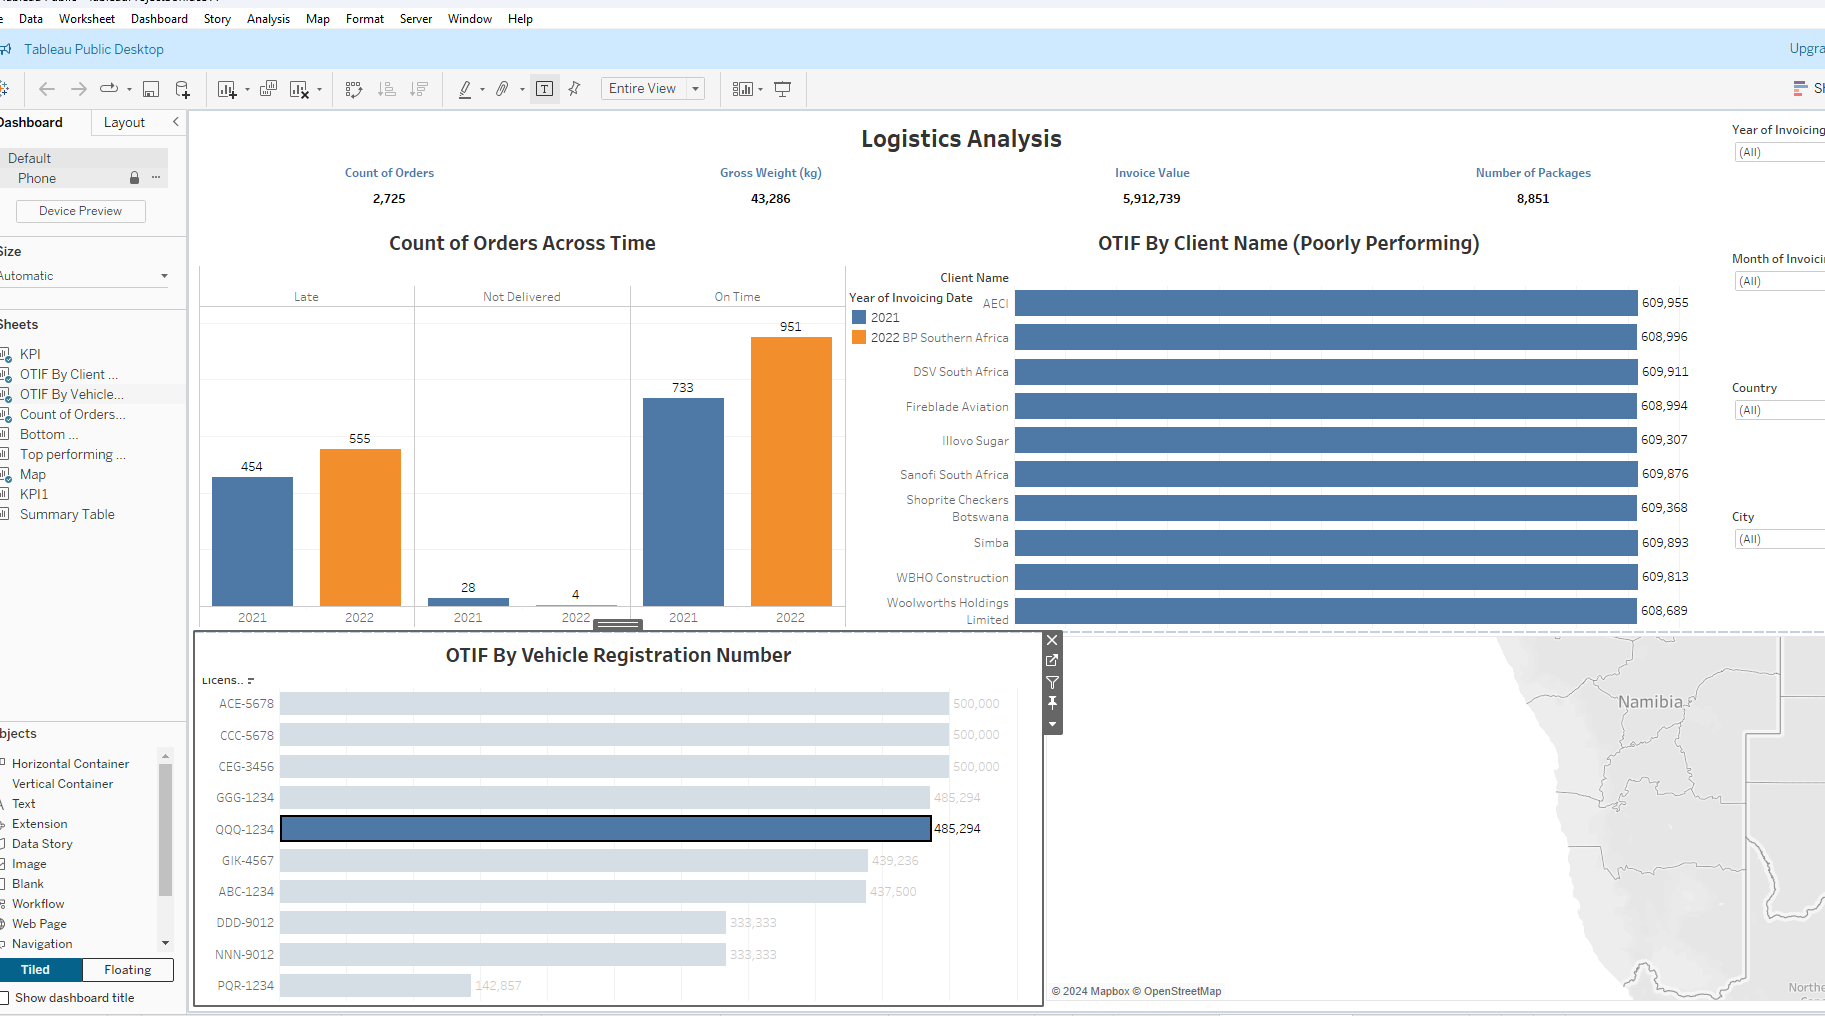 Data Worksheet Dashboard Story Analysis Map Format Server Window Help
Tableau Public Desktop
Entire View
Dashboard Layout
Default
Phone
Device Preview
Size
Automatic
Sheets
KPI
OTIF By Client ...
OTIF By Vehicle...
Count of Orders...
Bottom ...
Top performing ...
Map
KPI1
Summary Table
bjects
Horizontal Container
Vertical Container
Text
Extension
Data Story
Image
Blank
Workflow
Web Page
Navigation
Tiled Floating
Show dashboard title
Logistics Analysis
Count of Orders Gross Weight (kg) Invoice Value Number of Packages
2,725 43,286 5,912,739 8,851
Count of Orders Across Time
Late Not Delivered On Time
454 555 28 4 733 951
2021 2022 2021 2022 2021 2022
Year of Invoicing Date
2021
2022
OTIF By Client Name (Poorly Performing)
Client Name
AECI 609,955
BP Southern Africa 608,996
DSV South Africa 609,911
Fireblade Aviation 608,994
Illovo Sugar 609,307
Sanofi South Africa 609,876
Shoprite Checkers
Botswana 609,368
Simba 609,893
WBHO Construction 609,813
Woolworths Holdings
Limited 608,689
OTIF By Vehicle Registration Number
Licens..
ACE-5678 500,000
CCC-5678 500,000
CEG-3456 500,000
GGG-1234 485,294
QQQ-1234 485,294
GIK-4567 439,236
ABC-1234 437,500
DDD-9012 333,333
NNN-9012 333,333
PQR-1234 142,857
Namibia
Northe
© 2024 Mapbox © OpenStreetMap
Upgra
Sh
Year of Invoicing
(All)
Month of Invoici
(All)
Country
(All)
City
(All)